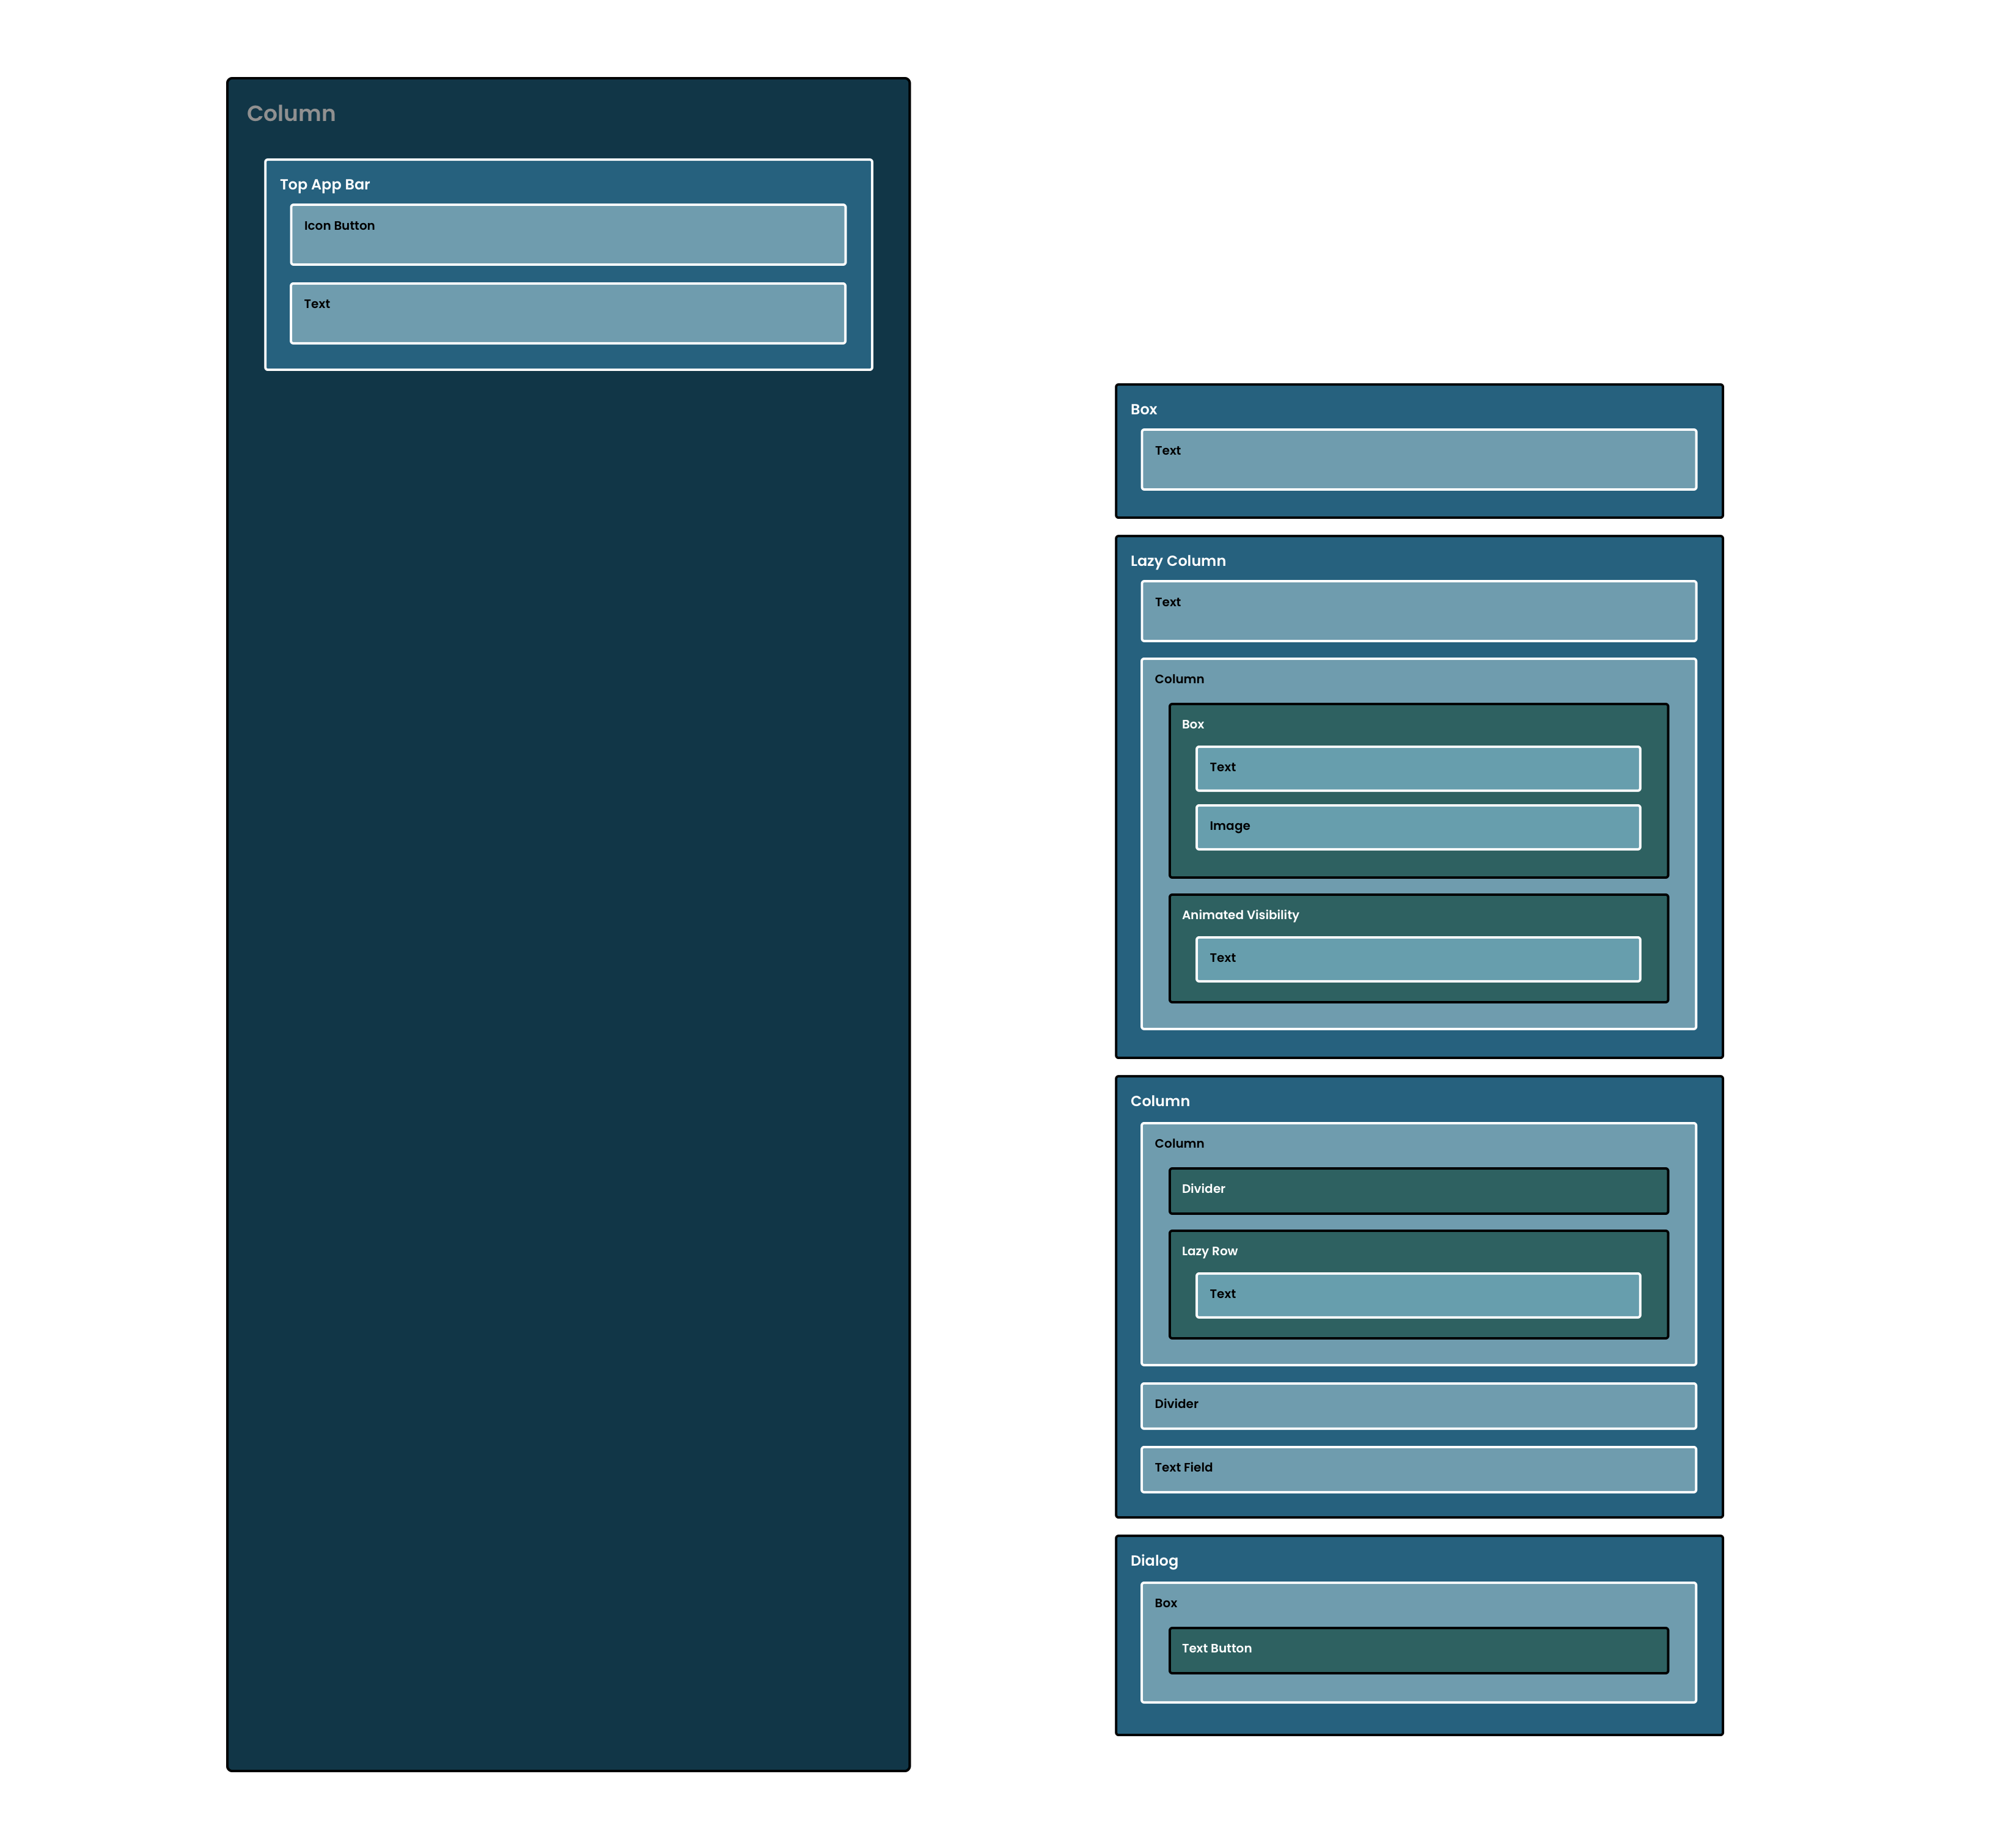 Column
Top App Bar
Icon Button
Text
Box
Text
Lazy Column
Text
Column
Box
Text
Image
Animated Visibility
Text
Column
Column
Divider
Lazy Row
Text
Divider
Text Field
Dialog
Box
Text Button